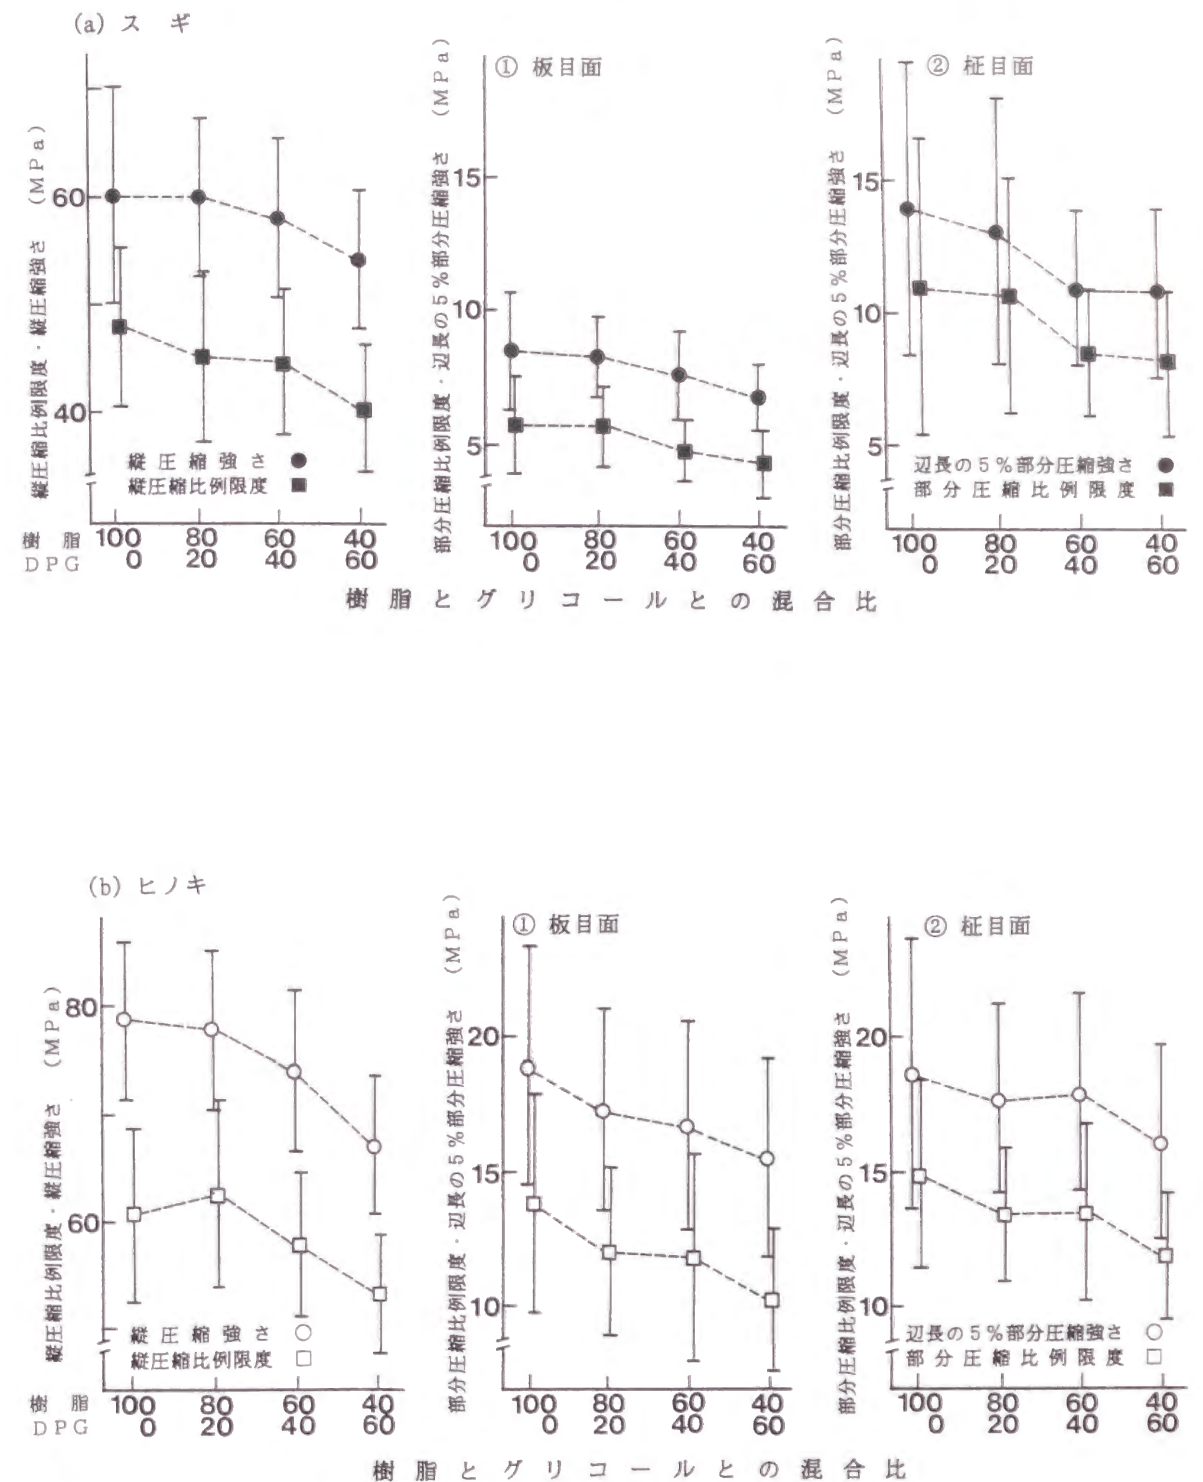 (a) スギ
縦圧縮比例限度・縦圧縮強さ (MPa)
60
40
縦圧縮強さ ●
縦圧縮比例限度 ■
樹脂 100 80 60 40
DPG 0 20 40 60
① 板目面
部分圧縮比例限度・辺長の5%部分圧縮強さ (MPa)
15
10
5
100 80 60 40
0 20 40 60
② 柾目面
部分圧縮比例限度・辺長の5%部分圧縮強さ (MPa)
15
10
5
辺長の5%部分圧縮強さ ●
部分圧縮比例限度 ■
100 80 60 40
0 20 40 60
樹脂とグリコールとの混合比
(b) ヒノキ
縦圧縮比例限度・縦圧縮強さ (MPa)
80
60
縦圧縮強さ ○
縦圧縮比例限度 □
樹脂 100 80 60 40
DPG 0 20 40 60
① 板目面
部分圧縮比例限度・辺長の5%部分圧縮強さ (MPa)
20
15
10
100 80 60 40
0 20 40 60
② 柾目面
部分圧縮比例限度・辺長の5%部分圧縮強さ (MPa)
20
15
10
辺長の5%部分圧縮強さ ○
部分圧縮比例限度 □
100 80 60 40
0 20 40 60
樹脂とグリコールとの混合比